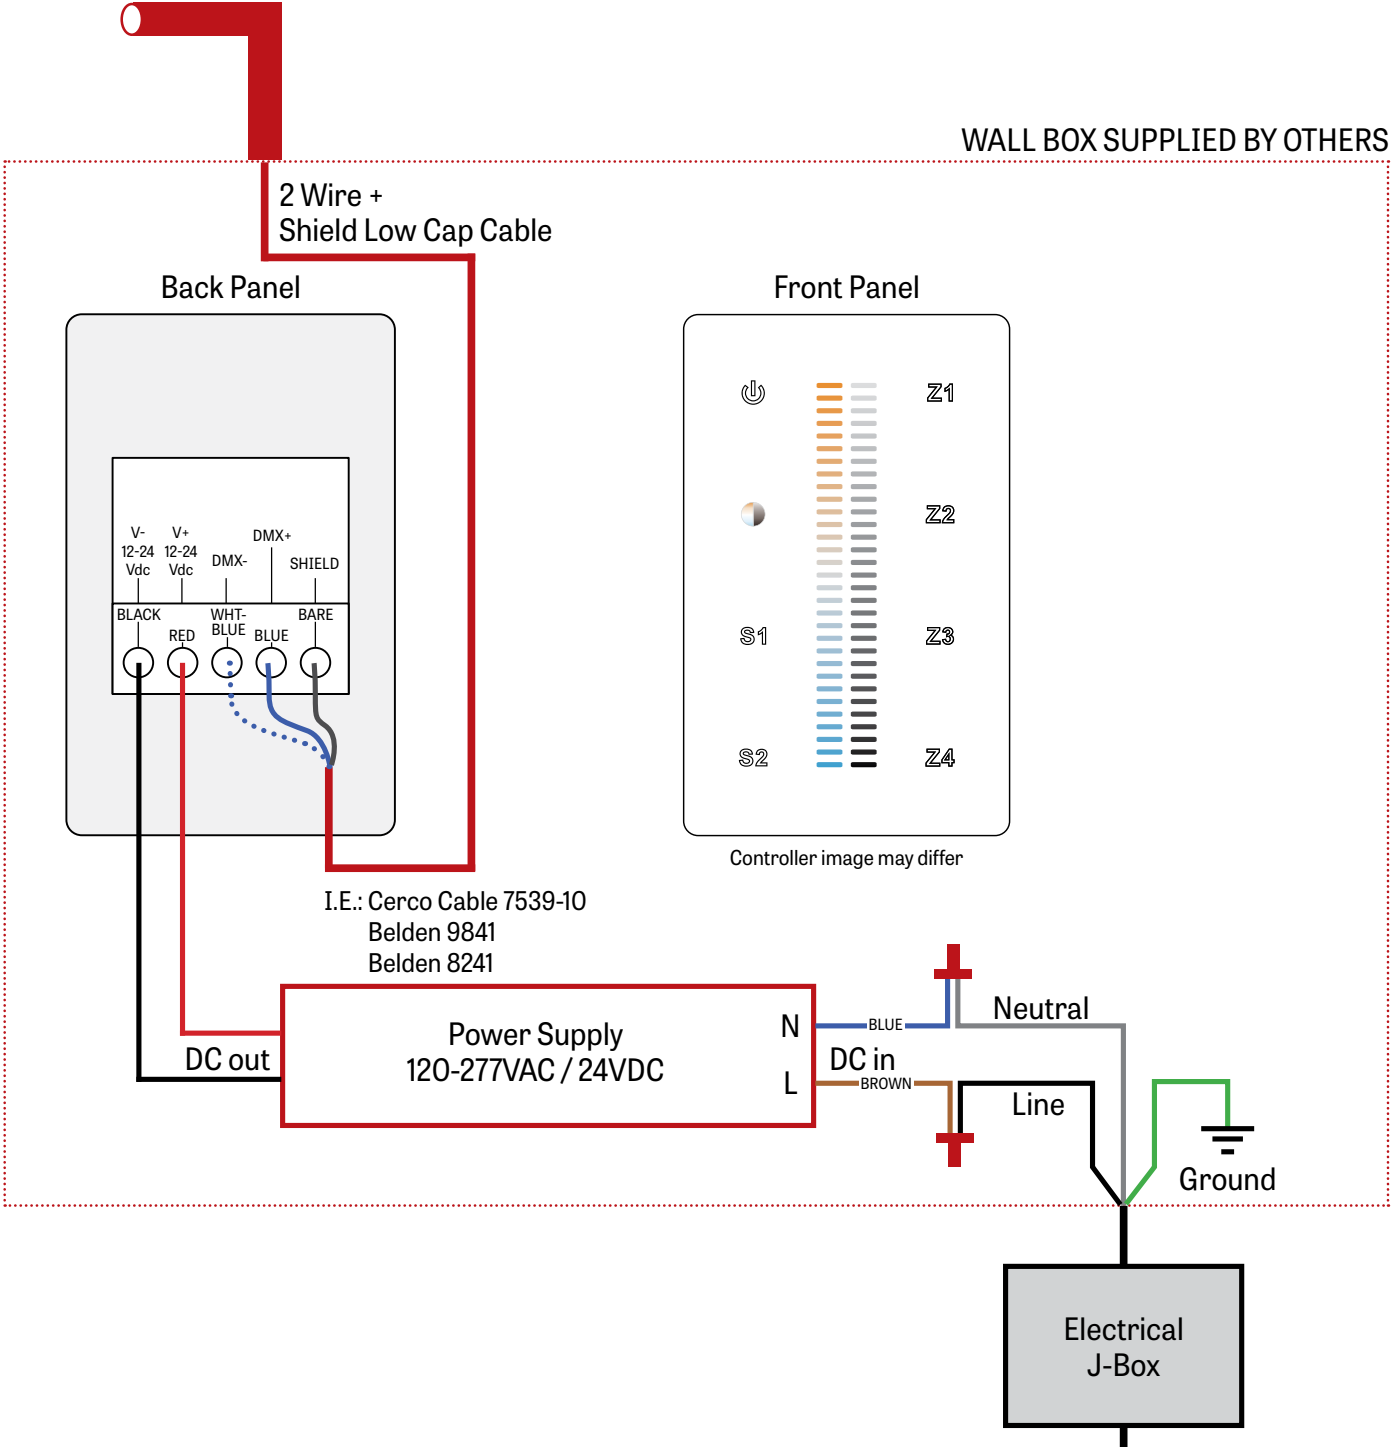 WALL BOX SUPPLIED BY OTHERS
2 Wire +
Shield Low Cap Cable
Back Panel
Front Panel
V-
12-24
Vdc
V+
12-24
Vdc
DMX-
DMX+
SHIELD
BLACK
RED
WHT-
BLUE
BLUE
BARE
Z1
Z2
S1
Z3
S2
Z4
Controller image may differ
I.E.: Cerco Cable 7539-10
Belden 9841
Belden 8241
Power Supply
120-277VAC / 24VDC
DC out
N
L
BLUE
DC in
BROWN
Neutral
Line
Ground
Electrical
J-Box